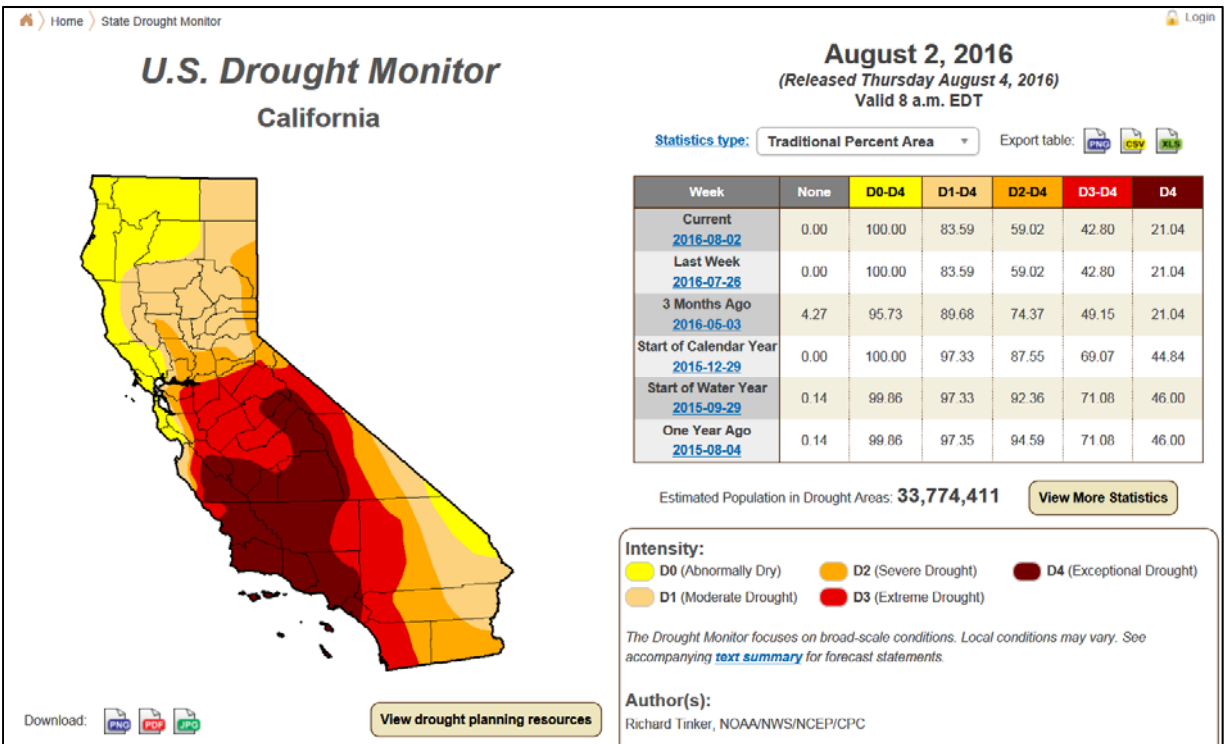 Home State Drought Monitor
Login
U.S. Drought Monitor
California
August 2, 2016
(Released Thursday August 4, 2016)
Valid 8 a.m. EDT
Statistics type: Traditional Percent Area Export table: PNG CSV XLS
Week None D0-D4 D1-D4 D2-D4 D3-D4 D4
Current
2016-08-02 0.00 100.00 83.59 59.02 42.80 21.04
Last Week
2016-07-26 0.00 100.00 83.59 59.02 42.80 21.04
3 Months Ago
2016-05-03 4.27 95.73 89.68 74.37 49.15 21.04
Start of Calendar Year
2015-12-29 0.00 100.00 97.33 87.55 69.07 44.84
Start of Water Year
2015-09-29 0.14 99.86 97.33 92.36 71.08 46.00
One Year Ago
2015-08-04 0.14 99.86 97.35 94.59 71.08 46.00
Estimated Population in Drought Areas: 33,774,411 View More Statistics
Intensity:
D0 (Abnormally Dry) D2 (Severe Drought) D4 (Exceptional Drought)
D1 (Moderate Drought) D3 (Extreme Drought)
The Drought Monitor focuses on broad-scale conditions. Local conditions may vary. See
accompanying text summary for forecast statements.
Author(s):
Richard Tinker, NOAA/NWS/NCEP/CPC
Download: PNG PDF JPG View drought planning resources